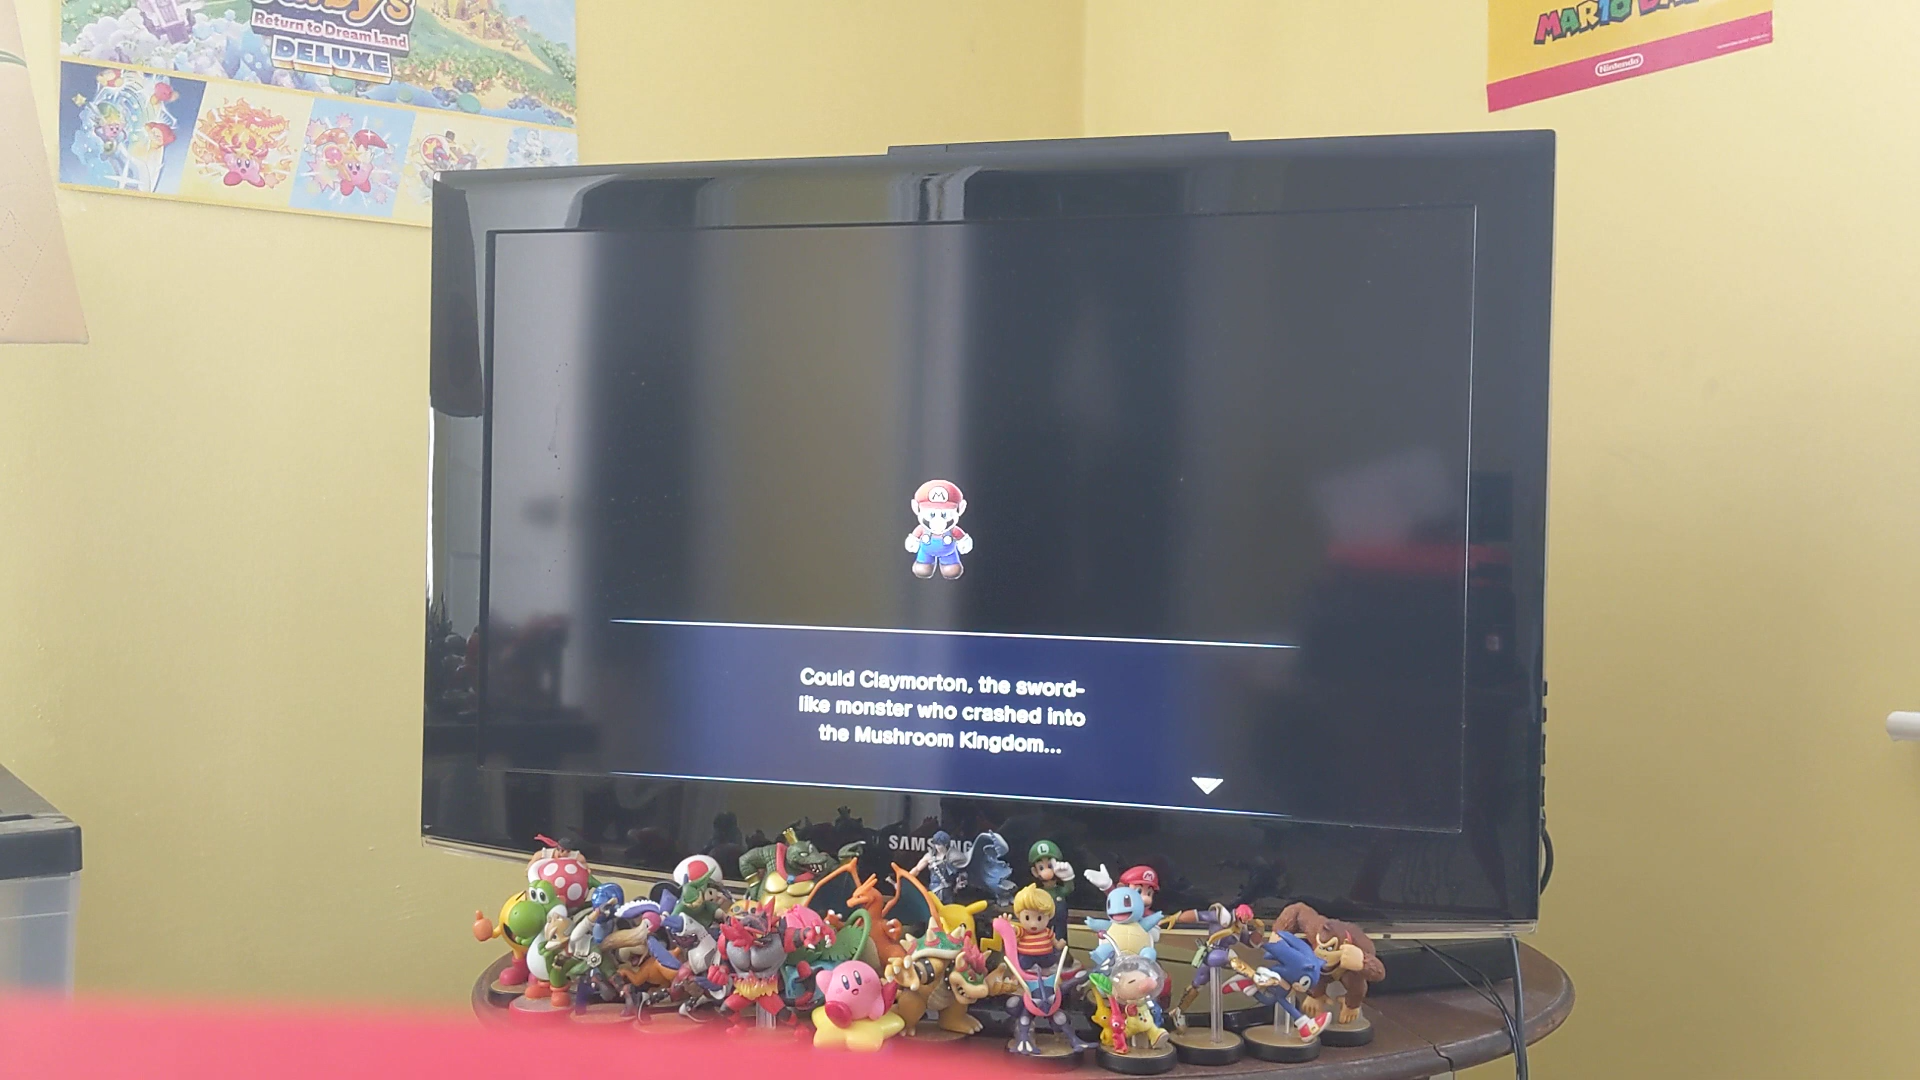 Return to Dream Land
DELUXE
MARIO
Nintendo
Could Claymorton, the sword-
like monster who crashed into
the Mushroom Kingdom...
SAMSUNG
M
L
M